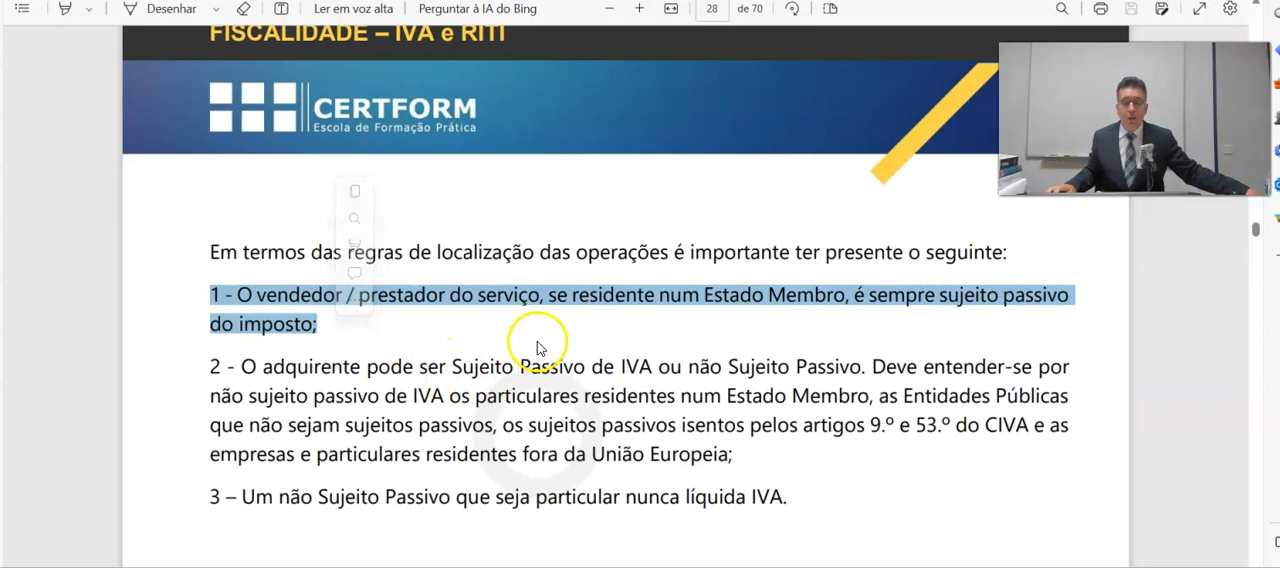 Desenhar
Ler em voz alta
Perguntar à IA do Bing
28
de 70
FISCALIDADE – IVA e RITI
CERTFORM
Escola de Formação Prática
Em termos das regras de localização das operações é importante ter presente o seguinte:
1 - O vendedor / prestador do serviço, se residente num Estado Membro, é sempre sujeito passivo
do imposto;
2 - O adquirente pode ser Sujeito Passivo de IVA ou não Sujeito Passivo. Deve entender-se por
não sujeito passivo de IVA os particulares residentes num Estado Membro, as Entidades Públicas
que não sejam sujeitos passivos, os sujeitos passivos isentos pelos artigos 9.º e 53.º do CIVA e as
empresas e particulares residentes fora da União Europeia;
3 – Um não Sujeito Passivo que seja particular nunca líquida IVA.